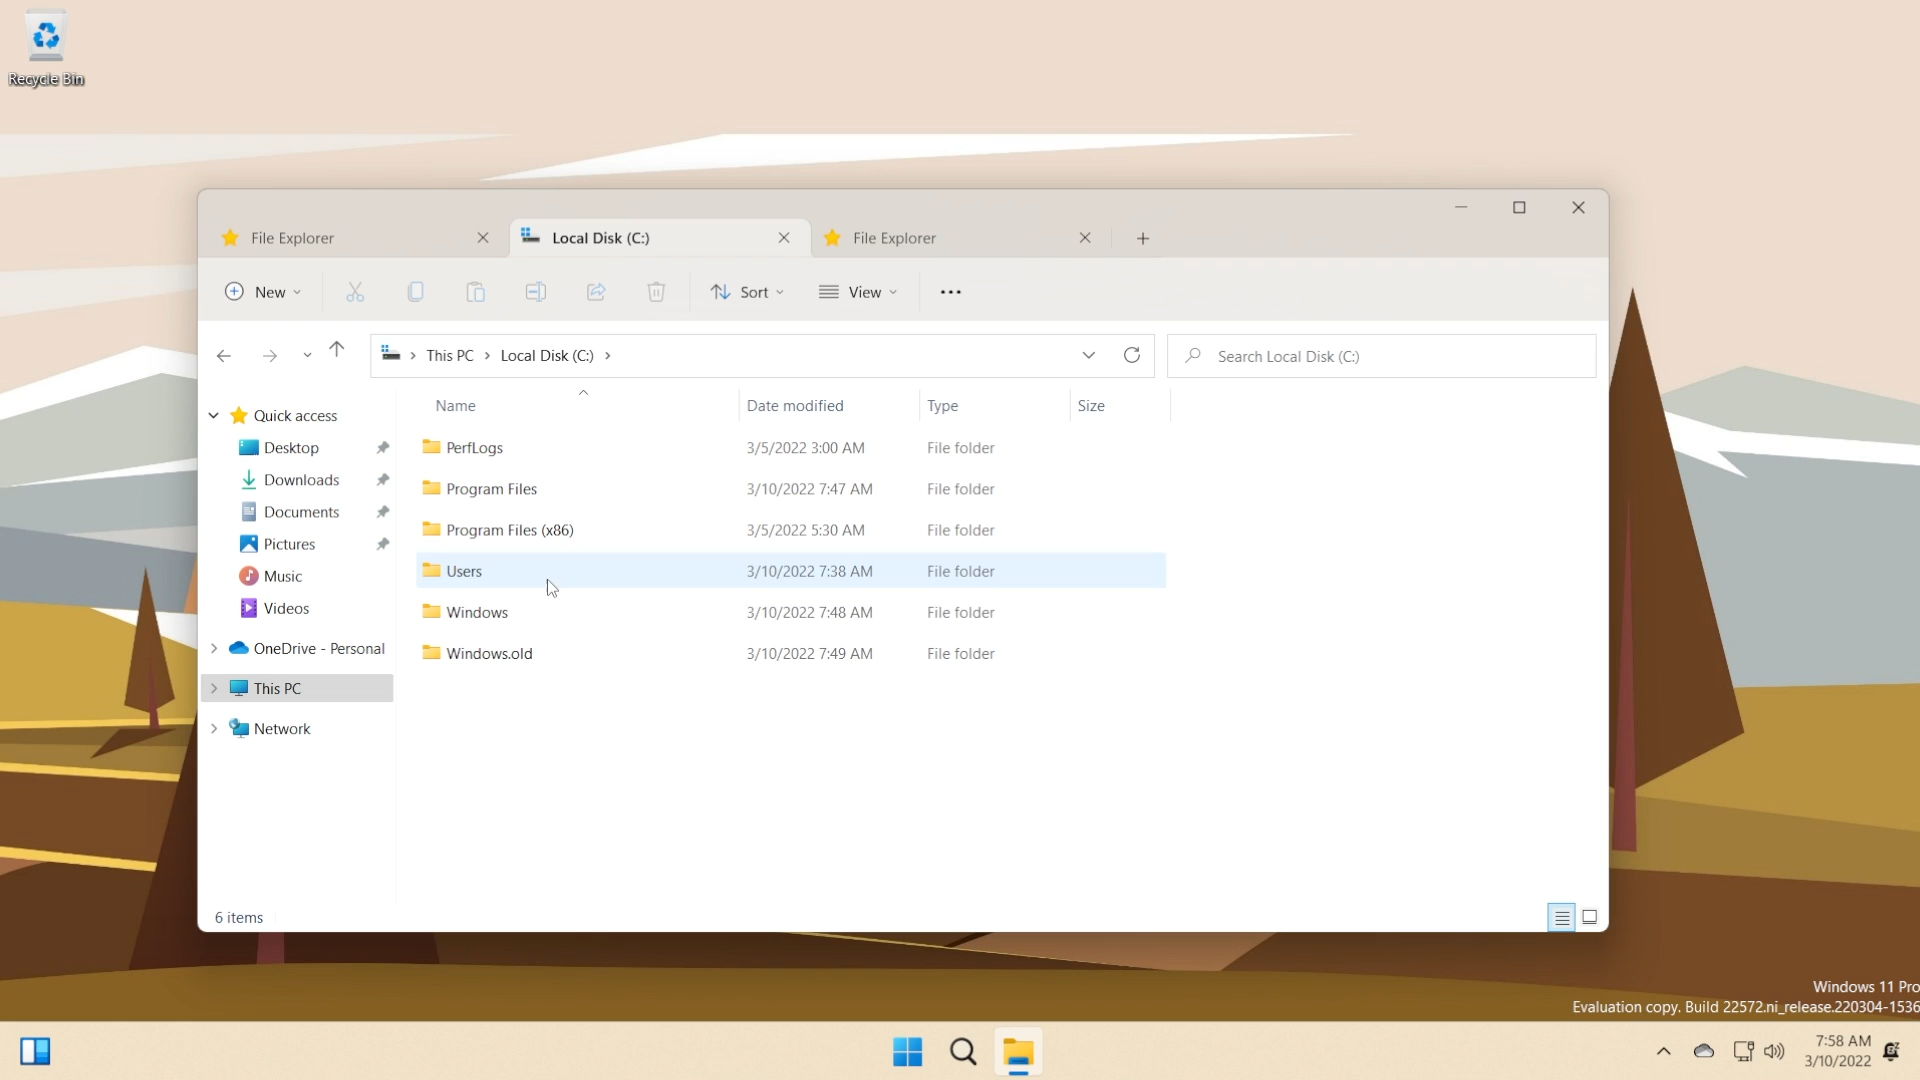 Recycle Bin
File Explorer
Local Disk (C:)
File Explorer
New
Sort
View
This PC
Local Disk (C:)
Search Local Disk (C:)
Quick access
Desktop
Downloads
Documents
Pictures
Music
Videos
OneDrive - Personal
This PC
Network
Name Date modified Type Size
PerfLogs 3/5/2022 3:00 AM File folder
Program Files 3/10/2022 7:47 AM File folder
Program Files (x86) 3/5/2022 5:30 AM File folder
Users 3/10/2022 7:38 AM File folder
Windows 3/10/2022 7:48 AM File folder
Windows.old 3/10/2022 7:49 AM File folder
6 items
Windows 11 Pro
Evaluation copy. Build 22572.ni_release.220304-1536
7:58 AM
3/10/2022